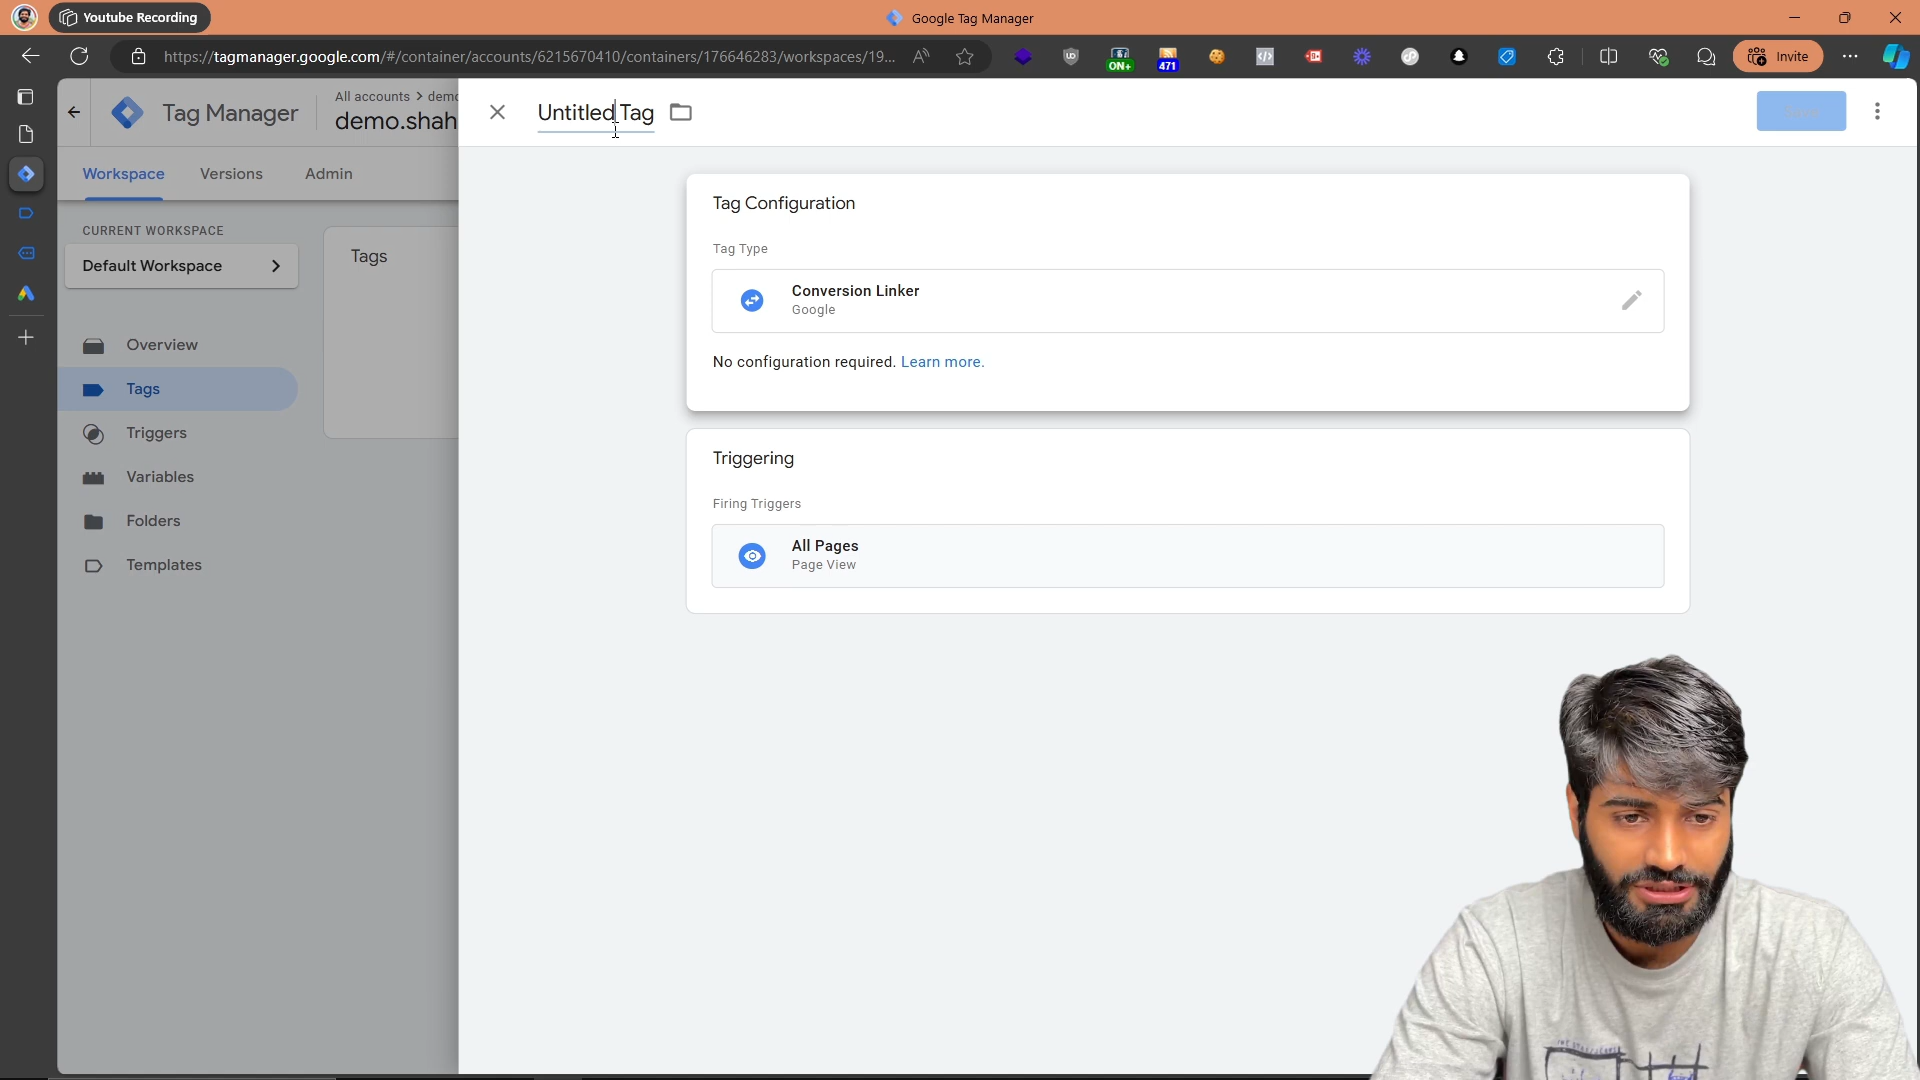 Youtube Recording
Google Tag Manager
https://tagmanager.google.com/#/container/accounts/6215670410/containers/176646283/workspaces/19...
ON+
471
Invite
Tag Manager
All accounts > demo
demo.shah
Untitled Tag
Workspace
Versions
Admin
CURRENT WORKSPACE
Default Workspace
Overview
Tags
Triggers
Variables
Folders
Templates
Tags
Tag Configuration
Tag Type
Conversion Linker
Google
No configuration required. Learn more.
Triggering
Firing Triggers
All Pages
Page View